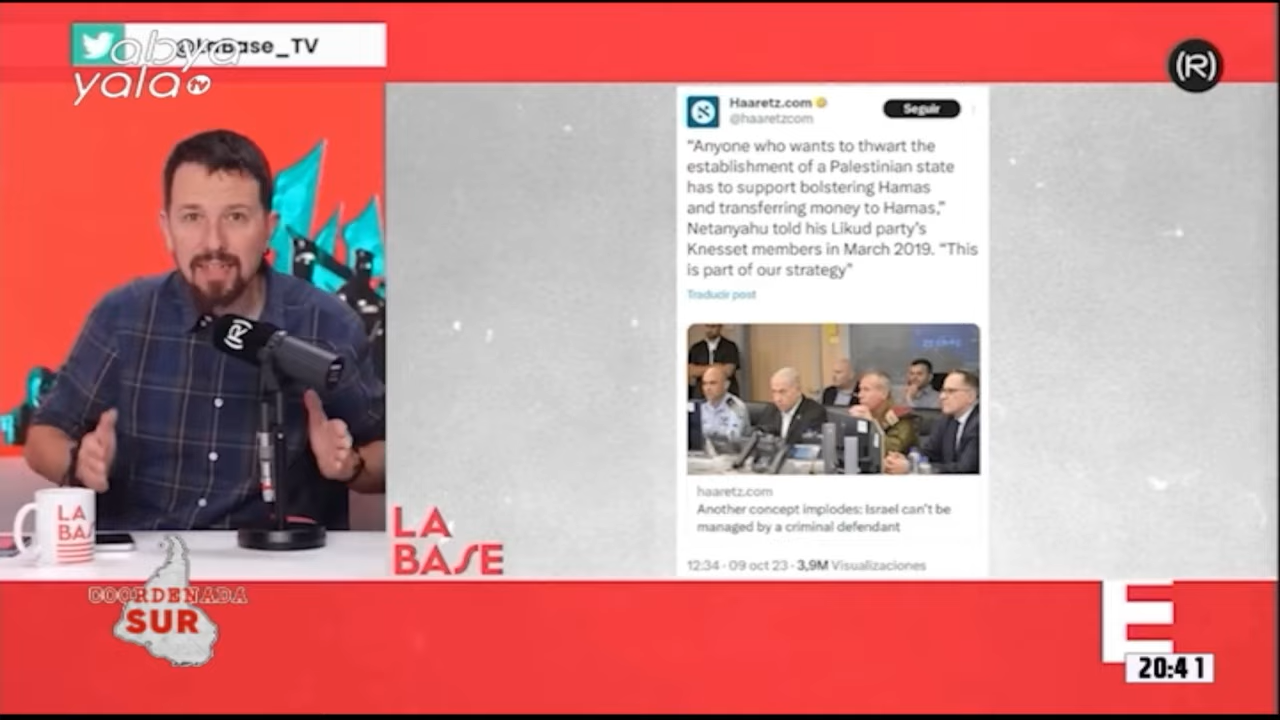 @LaBase_TV
abya
yala tv
(R)
Haaretz.com
@haaretzcom
Seguir
“Anyone who wants to thwart the
establishment of a Palestinian state
has to support bolstering Hamas
and transferring money to Hamas,”
Netanyahu told his Likud party’s
Knesset members in March 2019. “This
is part of our strategy”
Traducir post
haaretz.com
Another concept implodes: Israel can’t be
managed by a criminal defendant
12:34 · 09 oct 23 · 3,9M Visualizaciones
(R)
LA
BAS
LA
BASE
COORDENADA
SUR
E
20:41